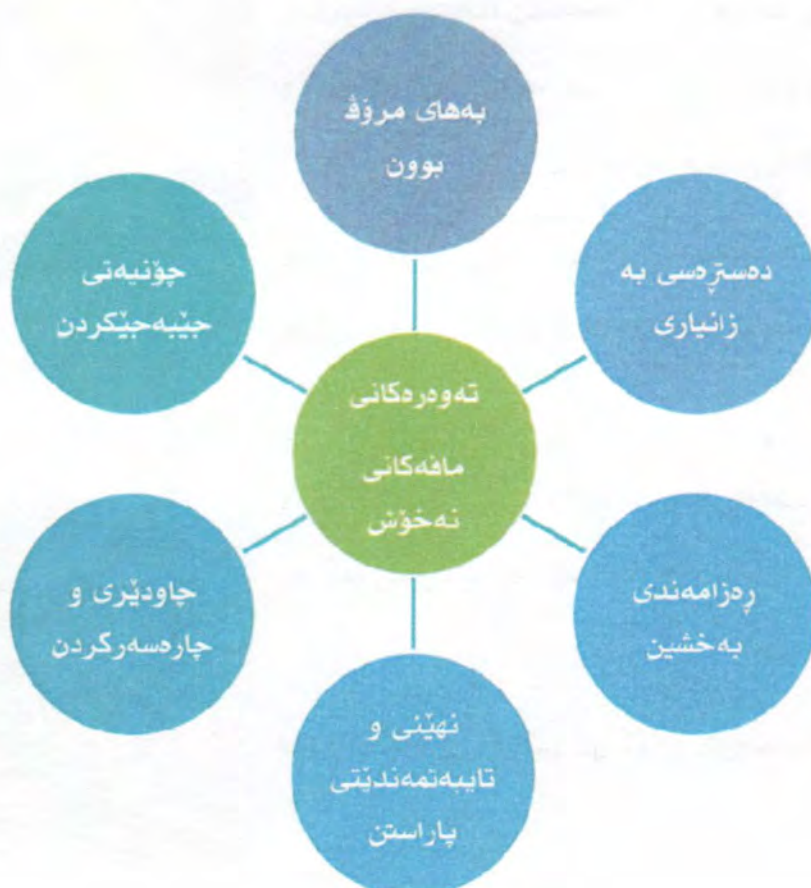 بەهای مرۆڤ
بوون
دەستڕەسی بە
زانیاری
ڕەزامەندی
بەخشین
نهێنی و
تایبەتمەندێتی
پاراستن
چاودێری و
چارەسەرکردن
چۆنیەتی
جێبەجێکردن
تەوەرەکانی
مافەکانی
نەخۆش